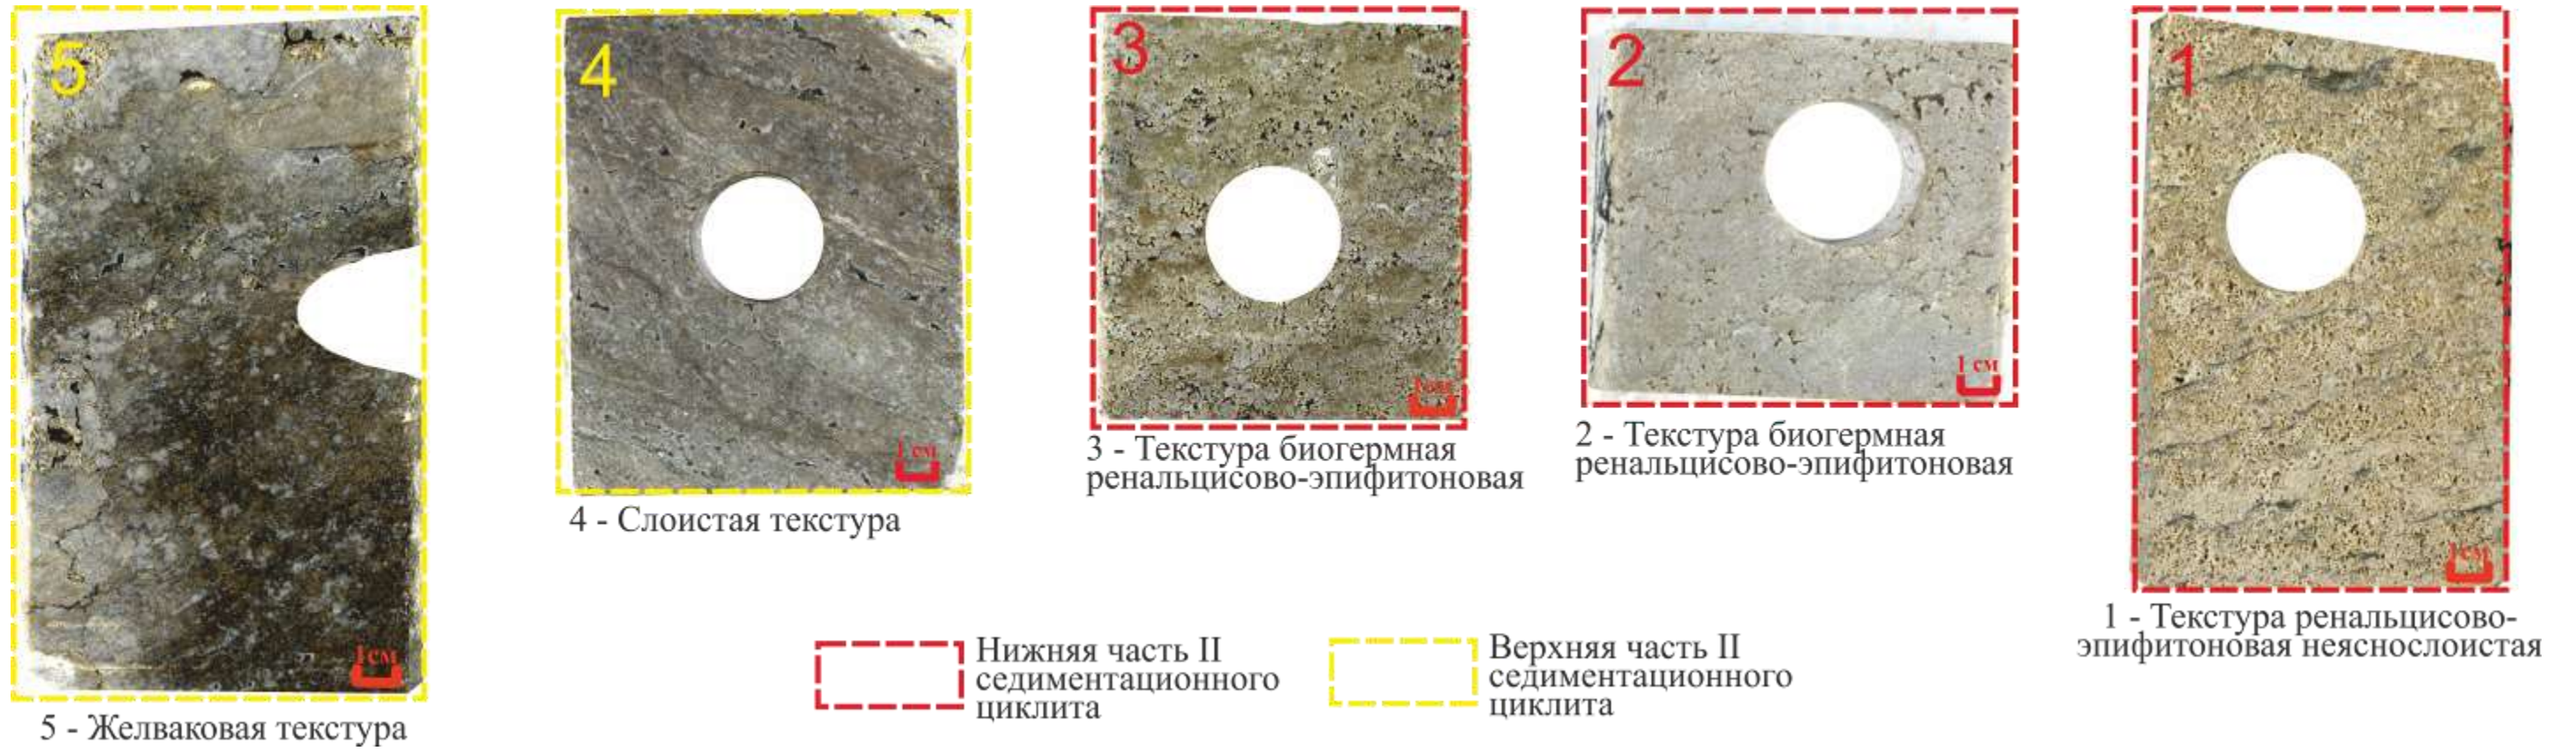 5
4
3
2
1
1 см
1 см
1 см
1 см
1 см
3 - Текстура биогермная
ренальцисово-эпифитоновая
2 - Текстура биогермная
ренальцисово-эпифитоновая
4 - Слоистая текстура
1 - Текстура ренальцисово-
эпифитоновая неяснослоистая
5 - Желваковая текстура
Нижняя часть II
седиментационного
циклита
Верхняя часть II
седиментационного
циклита